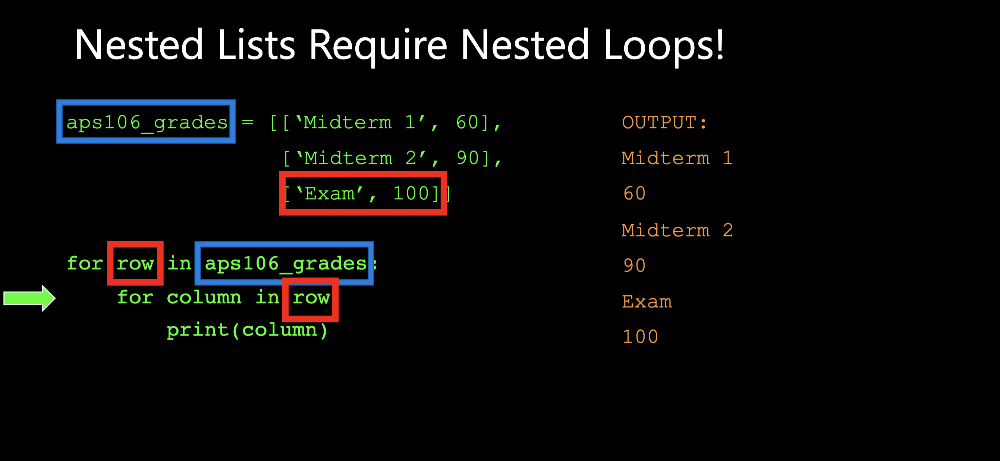 Nested Lists Require Nested Loops!
aps106_grades = [[‘Midterm 1’, 60],
[‘Midterm 2’, 90],
[‘Exam’, 100]]
for row in aps106_grades:
for column in row
print(column)
OUTPUT:
Midterm 1
60
Midterm 2
90
Exam
100